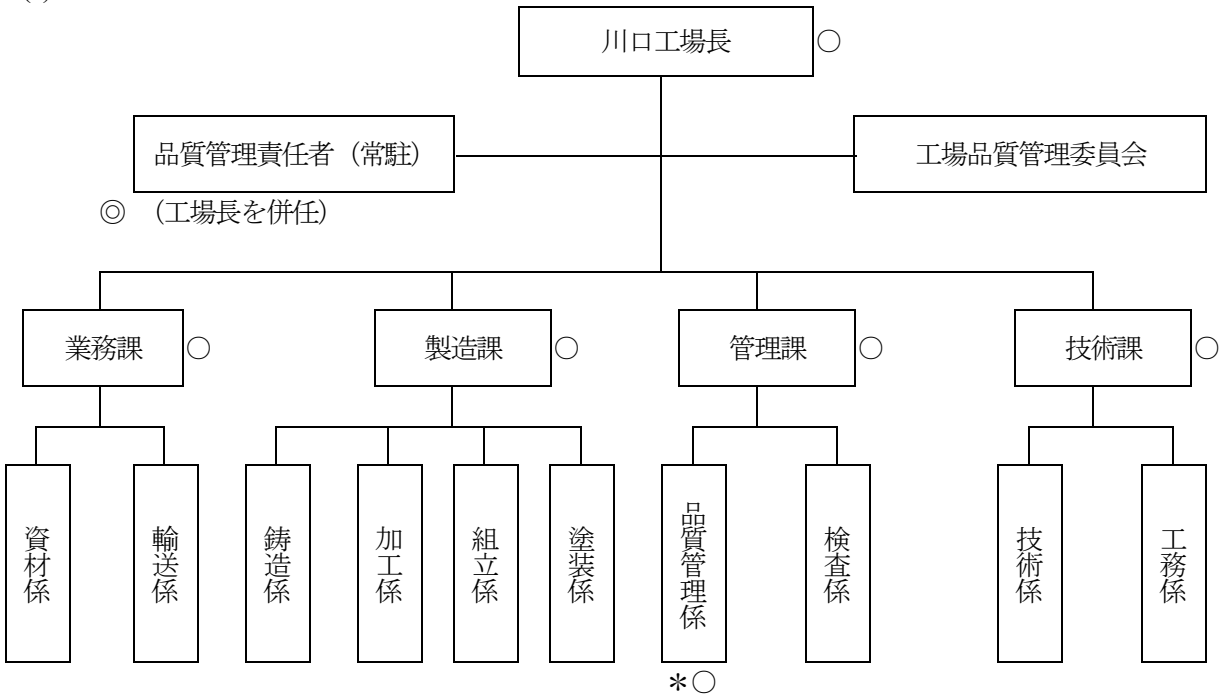 川口工場長 ○
品質管理責任者（常駐）
工場品質管理委員会
◎ （工場長を併任）
業務課 ○
製造課 ○
管理課 ○
技術課 ○
資材係
輸送係
鋳造係
加工係
組立係
塗装係
品質管理係
検査係
技術係
工務係
＊○